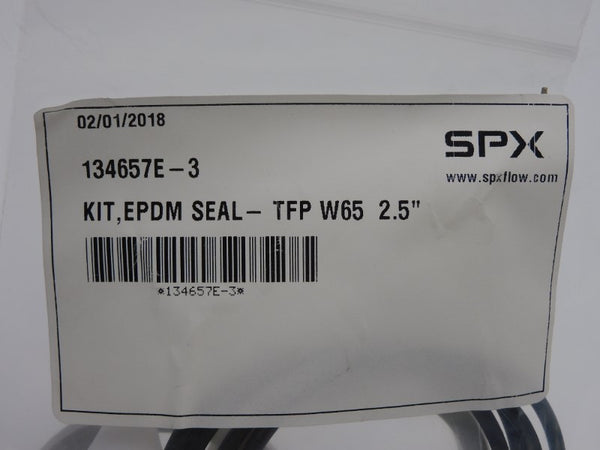 02/01/2018
SPX
www.spxflow.com
134657E-3
KIT,EPDM SEAL- TFP W65 2.5"
*134657E-3*